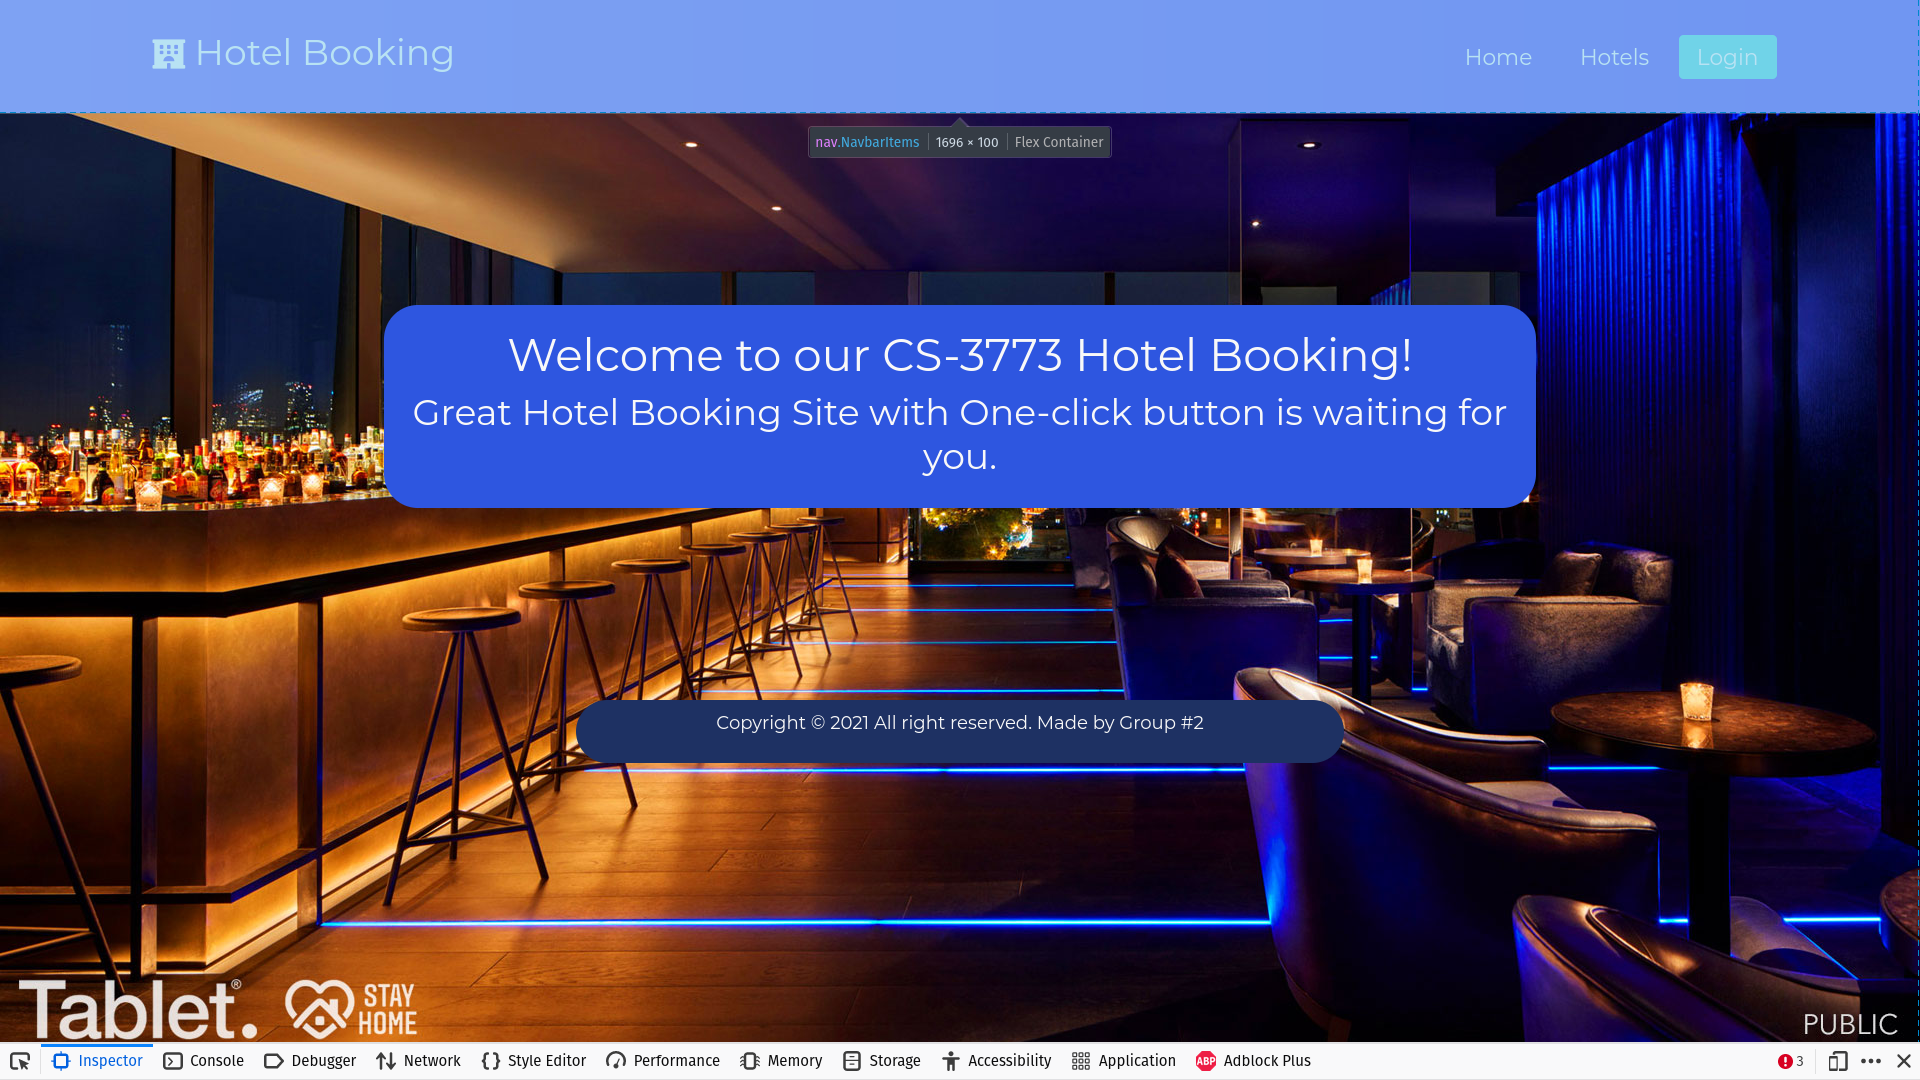 Hotel Booking
Home
Hotels
Login
nav.NavbarItems
1696 × 100
Flex Container
Welcome to our CS-3773 Hotel Booking!
Great Hotel Booking Site with One-click button is waiting for
you.
Copyright © 2021 All right reserved. Made by Group #2
Tablet.®
STAY
HOME
PUBLIC
Inspector
Console
Debugger
Network
Style Editor
Performance
Memory
Storage
Accessibility
Application
ABP
Adblock Plus
3